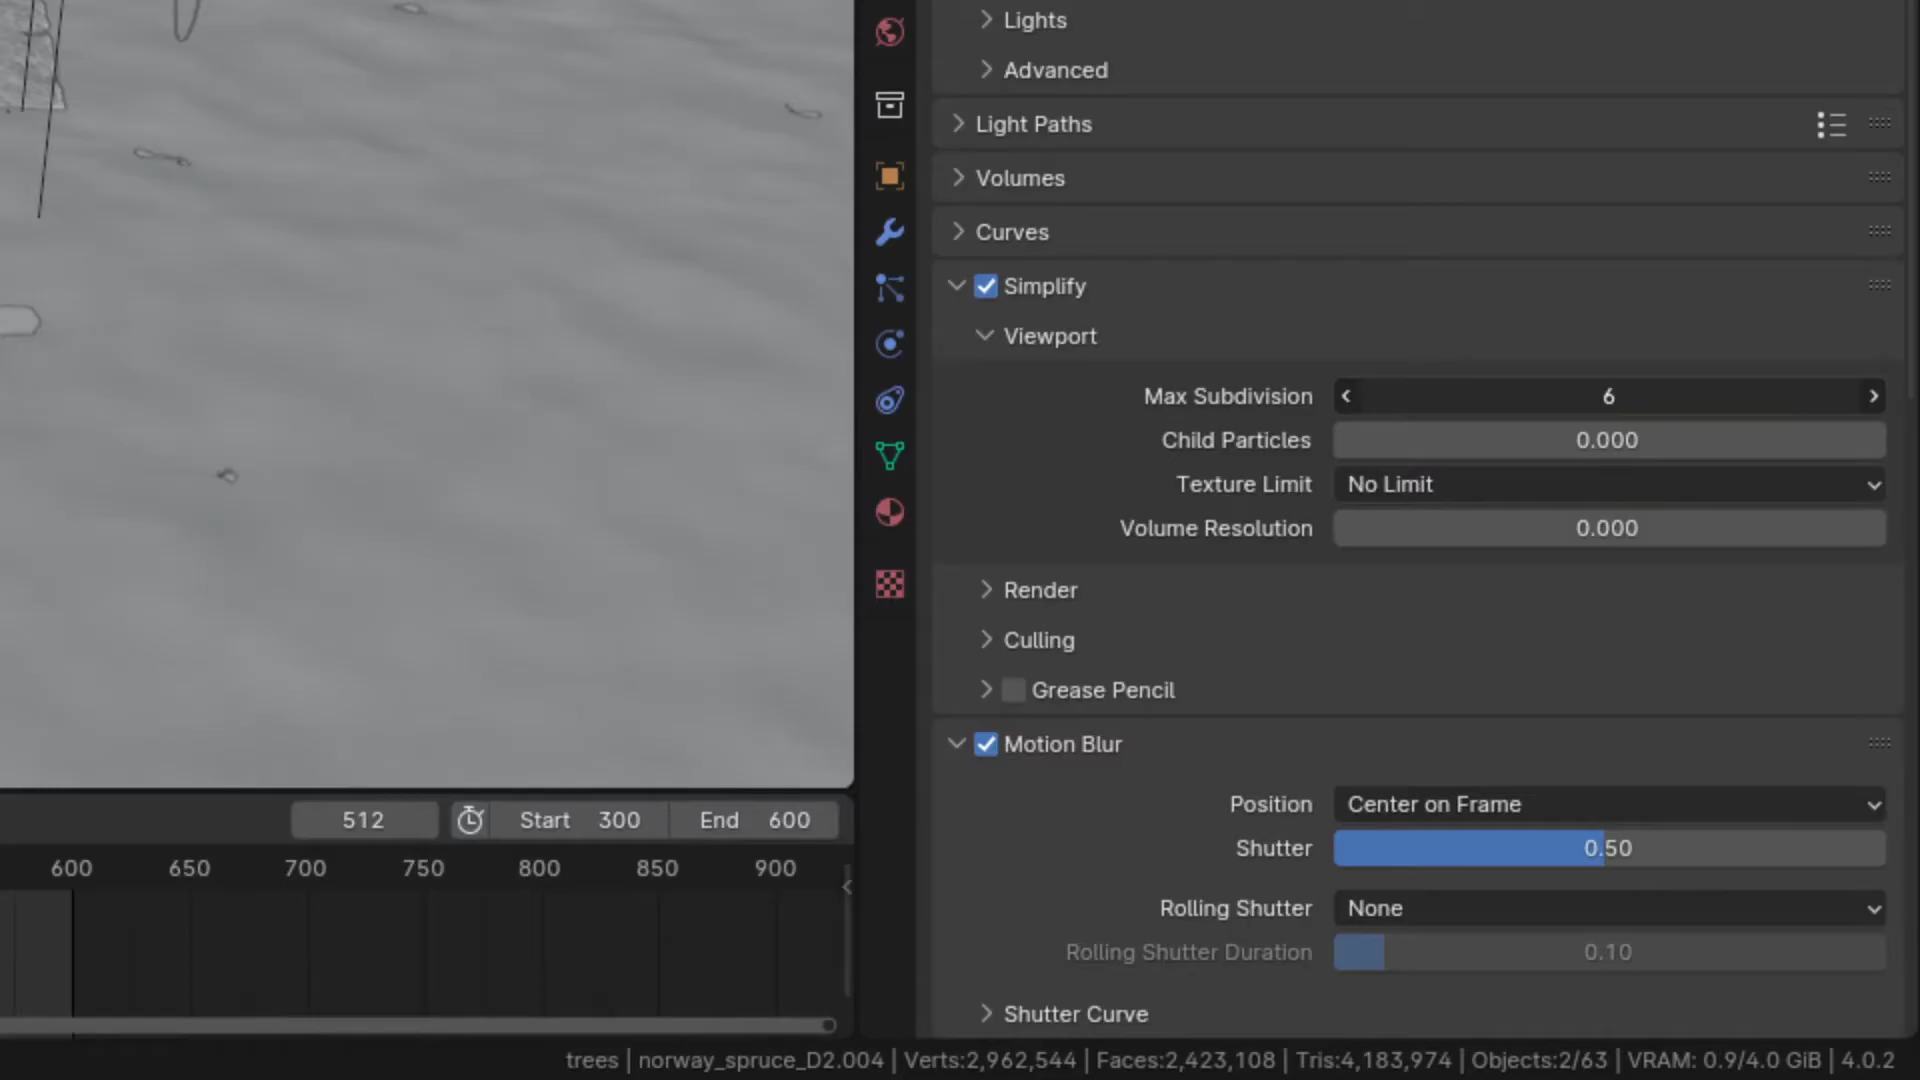 Lights
Advanced
Light Paths
Volumes
Curves
Simplify
Viewport
Max Subdivision 6
Child Particles 0.000
Texture Limit No Limit
Volume Resolution 0.000
Render
Culling
Grease Pencil
Motion Blur
Position Center on Frame
Shutter 0.50
Rolling Shutter None
Rolling Shutter Duration 0.10
Shutter Curve
512 Start 300 End 600
600 650 700 750 800 850 900
trees | norway_spruce_D2.004 | Verts:2,962,544 | Faces:2,423,108 | Tris:4,183,974 | Objects:2/63 | VRAM: 0.9/4.0 GiB | 4.0.2